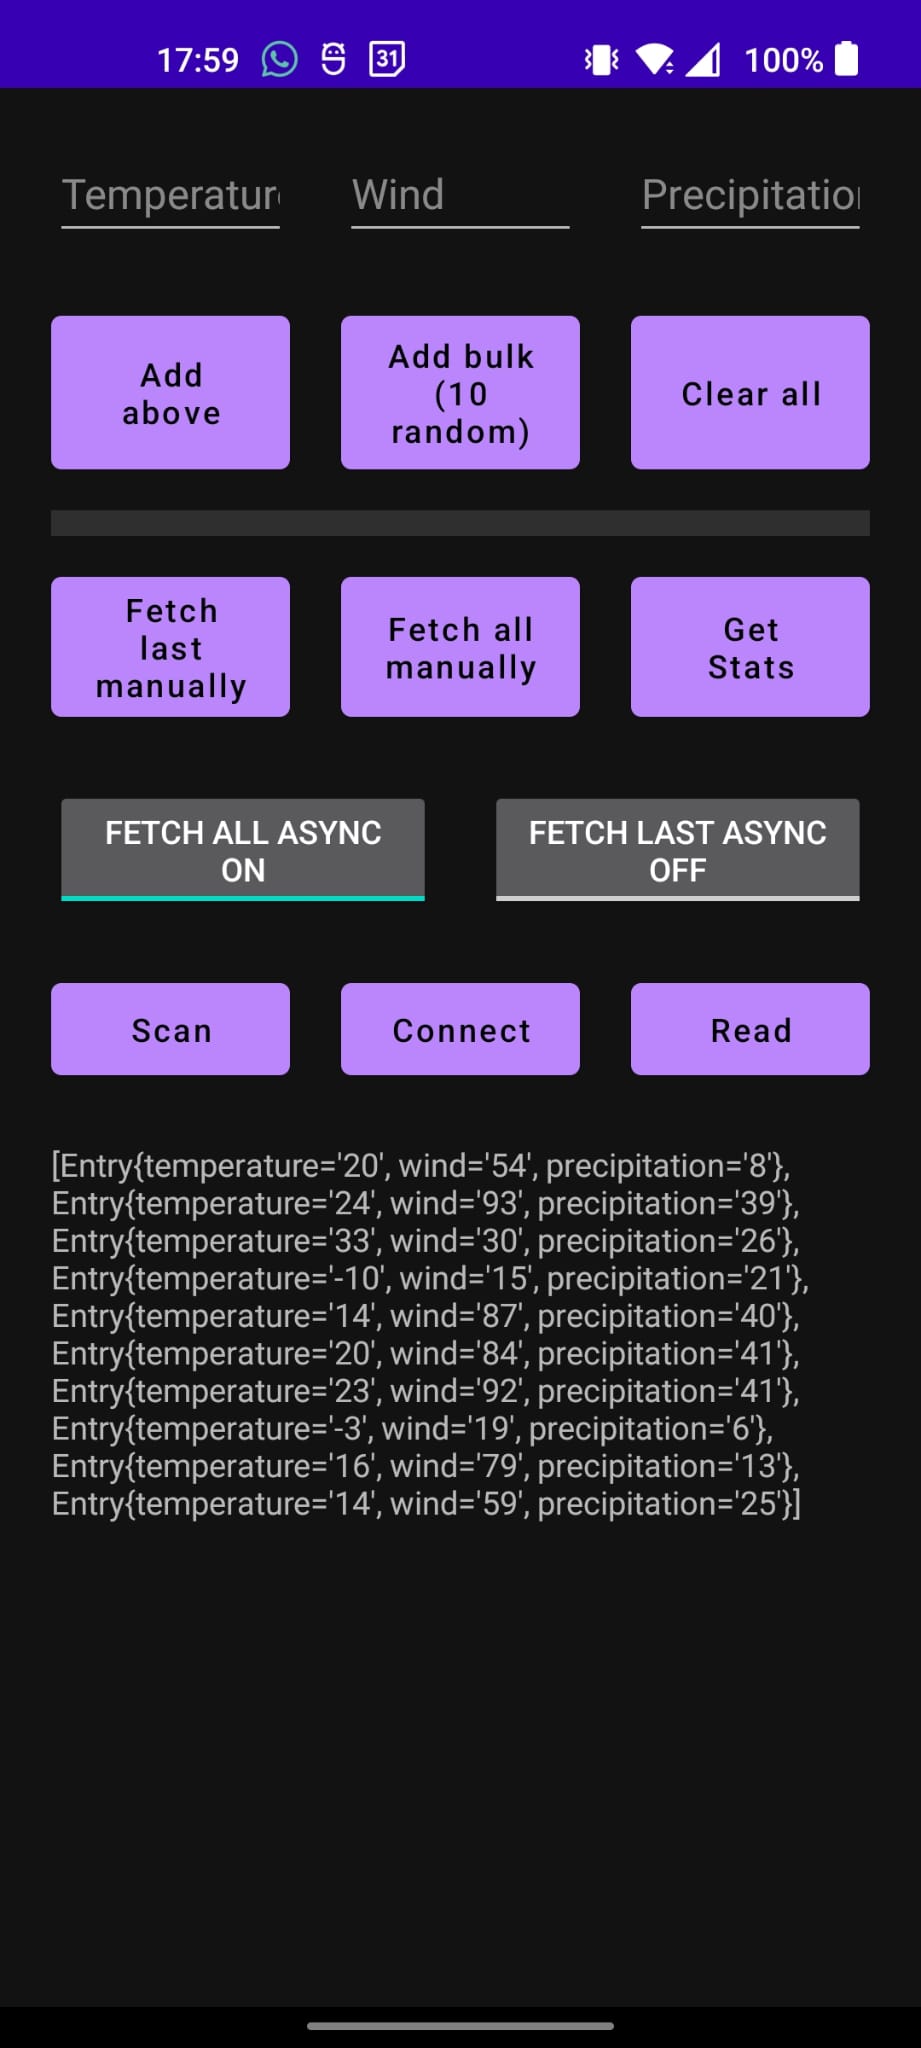 17:59 31 100%
Temperatur Wind Precipitation
Add
above
Add bulk
(10
random)
Clear all
Fetch
last
manually
Fetch all
manually
Get
Stats
FETCH ALL ASYNC
ON
FETCH LAST ASYNC
OFF
Scan
Connect
Read
[Entry{temperature='20', wind='54', precipitation='8'},
Entry{temperature='24', wind='93', precipitation='39'},
Entry{temperature='33', wind='30', precipitation='26'},
Entry{temperature='-10', wind='15', precipitation='21'},
Entry{temperature='14', wind='87', precipitation='40'},
Entry{temperature='20', wind='84', precipitation='41'},
Entry{temperature='23', wind='92', precipitation='41'},
Entry{temperature='-3', wind='19', precipitation='6'},
Entry{temperature='16', wind='79', precipitation='13'},
Entry{temperature='14', wind='59', precipitation='25'}]